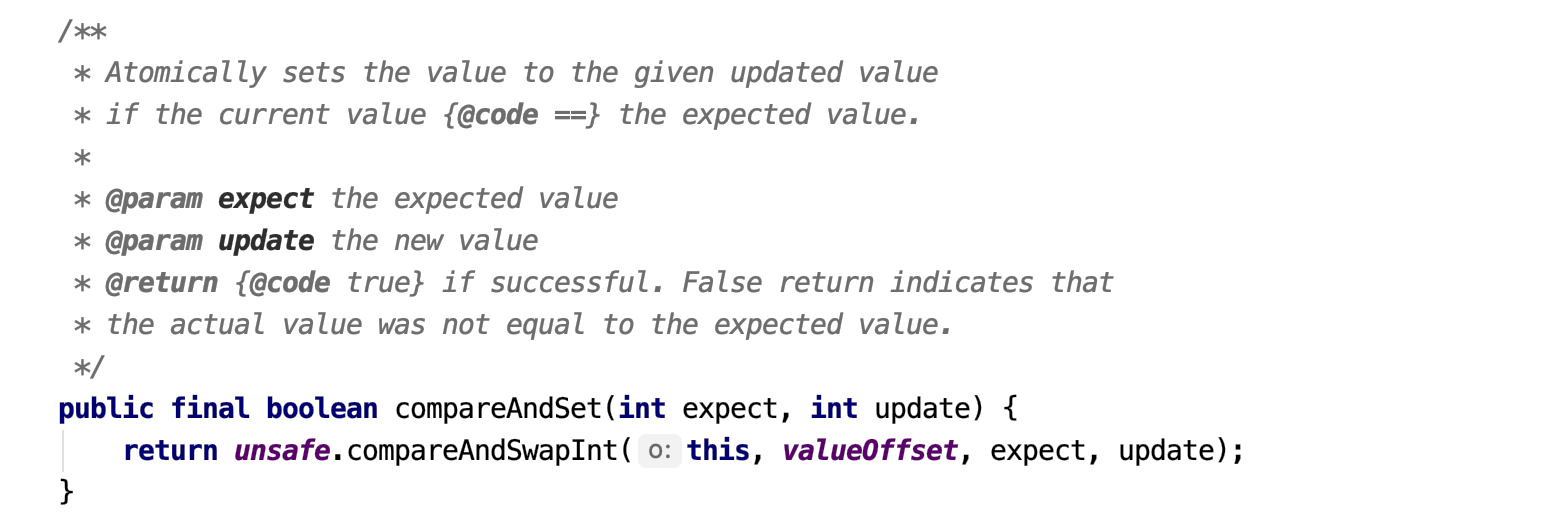 /**
 * Atomically sets the value to the given updated value
 * if the current value {@code ==} the expected value.
 *
 * @param expect the expected value
 * @param update the new value
 * @return {@code true} if successful. False return indicates that
 * the actual value was not equal to the expected value.
 */
public final boolean compareAndSet(int expect, int update) {
    return unsafe.compareAndSwapInt( o: this, valueOffset, expect, update);
}